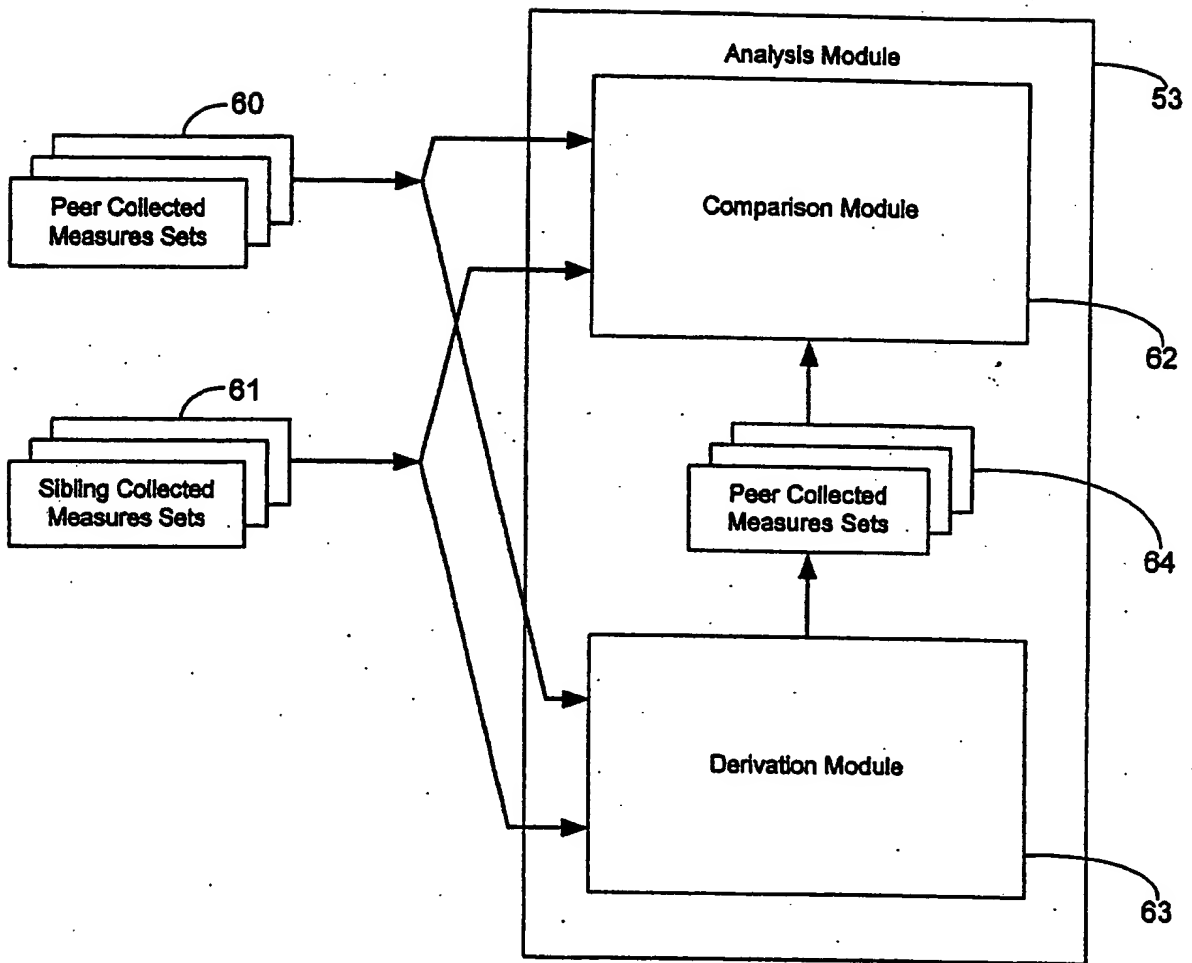 Analysis Module
53
60
Peer Collected
Measures Sets
Comparison Module
62
61
Sibling Collected
Measures Sets
Peer Collected
Measures Sets
64
Derivation Module
63